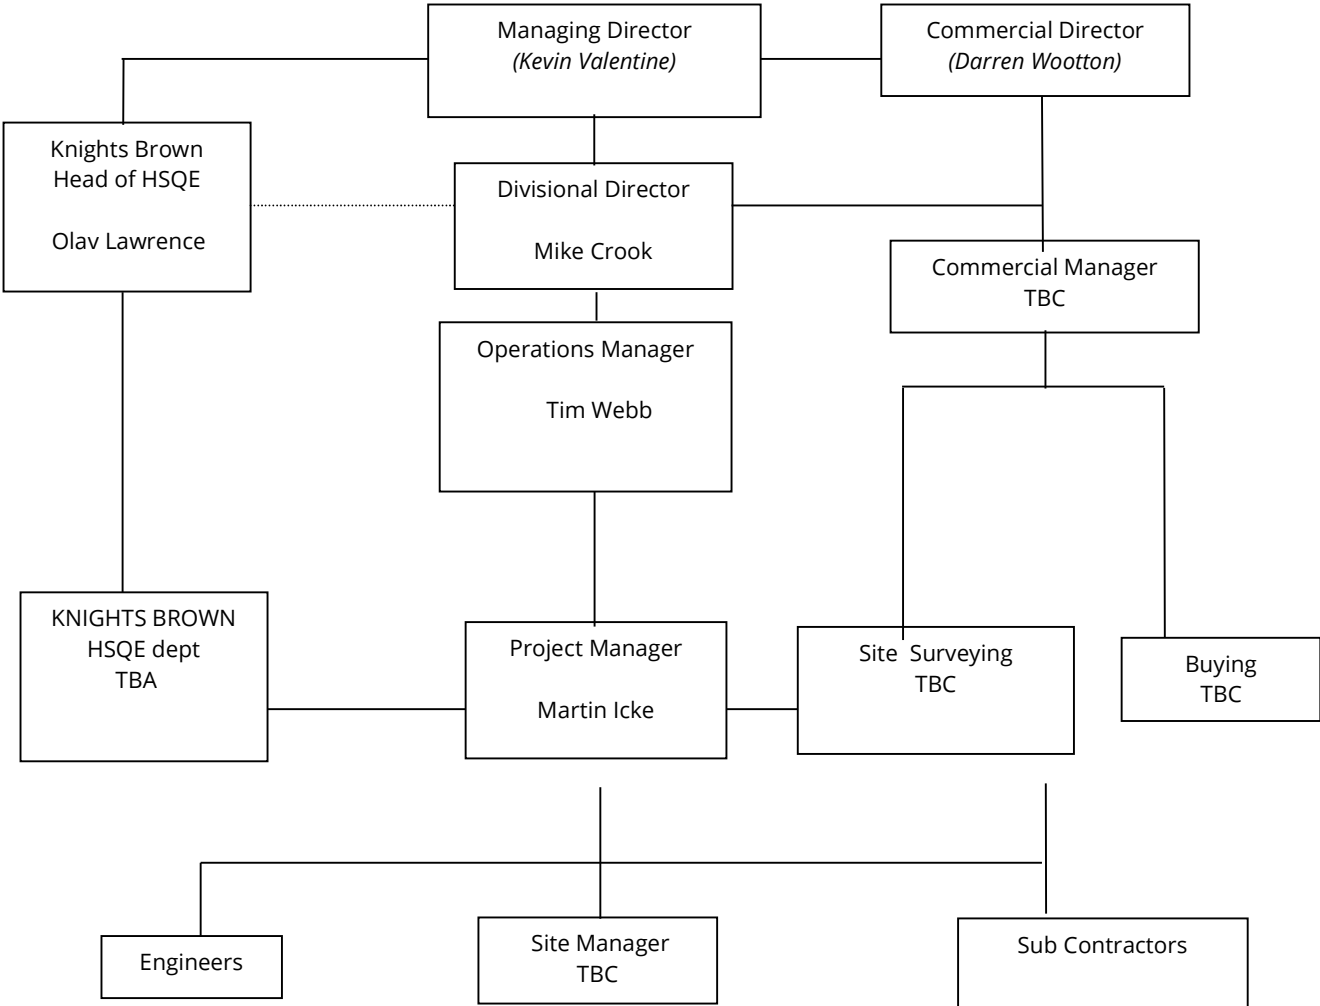 Managing Director
(Kevin Valentine)
Commercial Director
(Darren Wootton)
Knights Brown
Head of HSQE
Olav Lawrence
Divisional Director
Mike Crook
Commercial Manager
TBC
Operations Manager
Tim Webb
KNIGHTS BROWN
HSQE dept
TBA
Project Manager
Martin Icke
Site  Surveying
TBC
Buying
TBC
Engineers
Site Manager
TBC
Sub Contractors